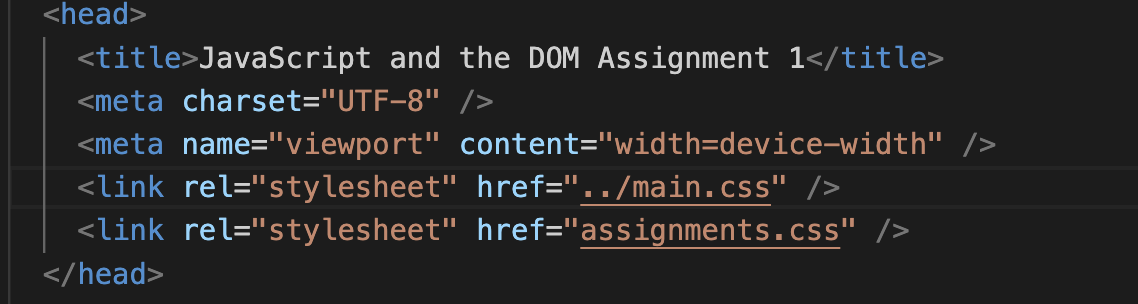 <head>
<title>JavaScript and the DOM Assignment 1</title>
<meta charset="UTF-8" />
<meta name="viewport" content="width=device-width" />
<link rel="stylesheet" href="../main.css" />
<link rel="stylesheet" href="assignments.css" />
</head>